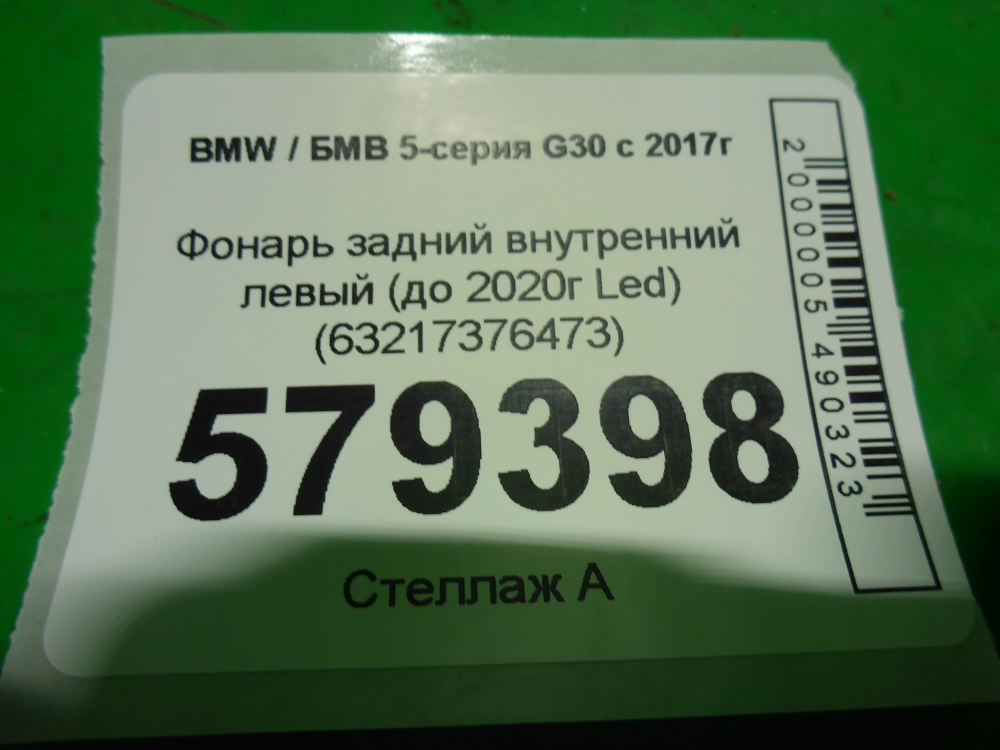 BMW / БМВ 5-серия G30 с 2017г
Фонарь задний внутренний
левый (до 2020г Led)
(63217376473)
579398
Стеллаж А
2000005490323